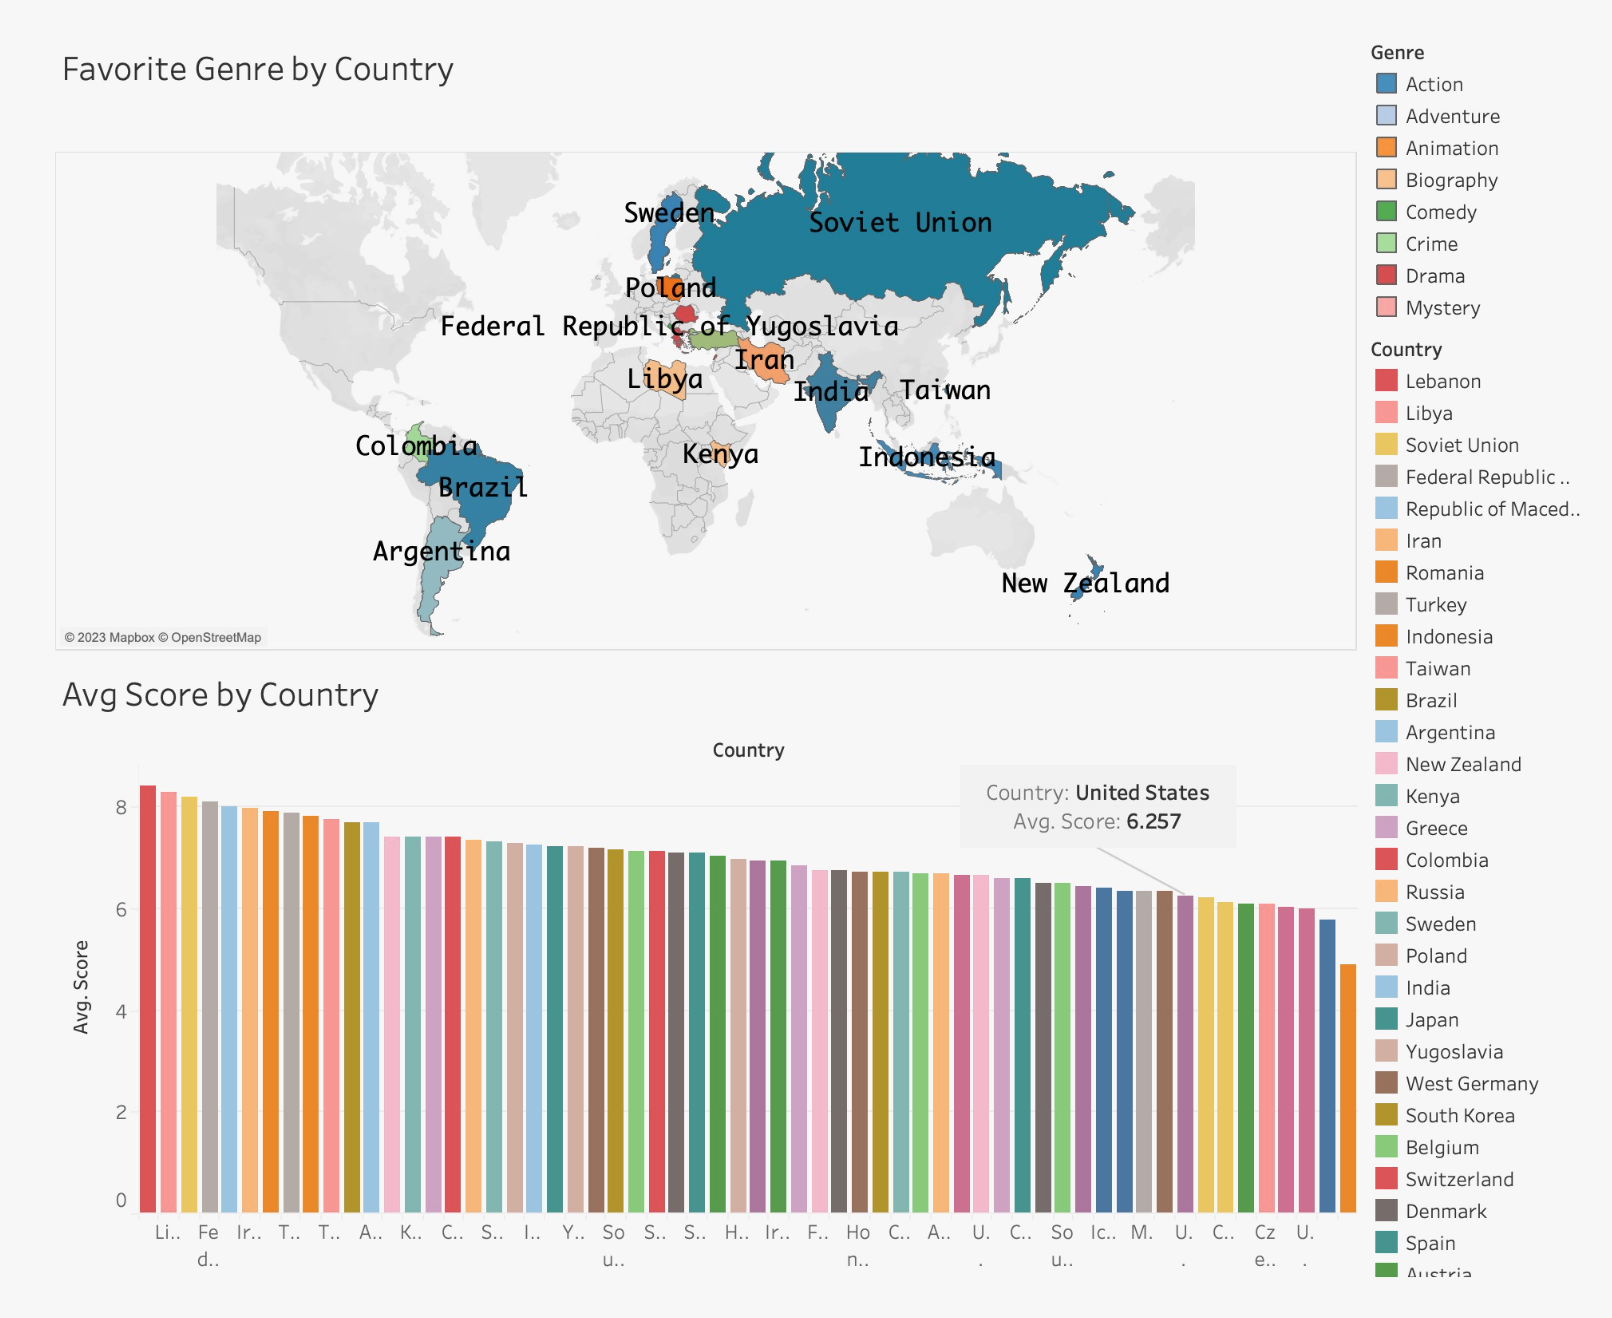 Favorite Genre by Country
Sweden
Soviet Union
Poland
Federal Republic of Yugoslavia
Iran
Libya
India
Taiwan
Colombia
Kenya
Indonesia
Brazil
Argentina
New Zealand
© 2023 Mapbox © OpenStreetMap
Genre
Action
Adventure
Animation
Biography
Comedy
Crime
Drama
Mystery
Country
Lebanon
Libya
Soviet Union
Federal Republic ..
Republic of Maced..
Iran
Romania
Turkey
Indonesia
Taiwan
Brazil
Argentina
New Zealand
Kenya
Greece
Colombia
Russia
Sweden
Poland
India
Japan
Yugoslavia
West Germany
South Korea
Belgium
Switzerland
Denmark
Spain
Austria
Avg Score by Country
Country
Country: United States
Avg. Score: 6.257
Avg. Score
8
6
4
2
0
Li..
Fe
d..
Ir..
T..
T..
A..
K..
C..
S..
I..
Y..
So
u..
S..
S..
H..
Ir..
F..
Ho
n..
C..
A..
U.
.
C..
So
u..
Ic..
M.
U.
.
C..
Cz
e..
U.
.